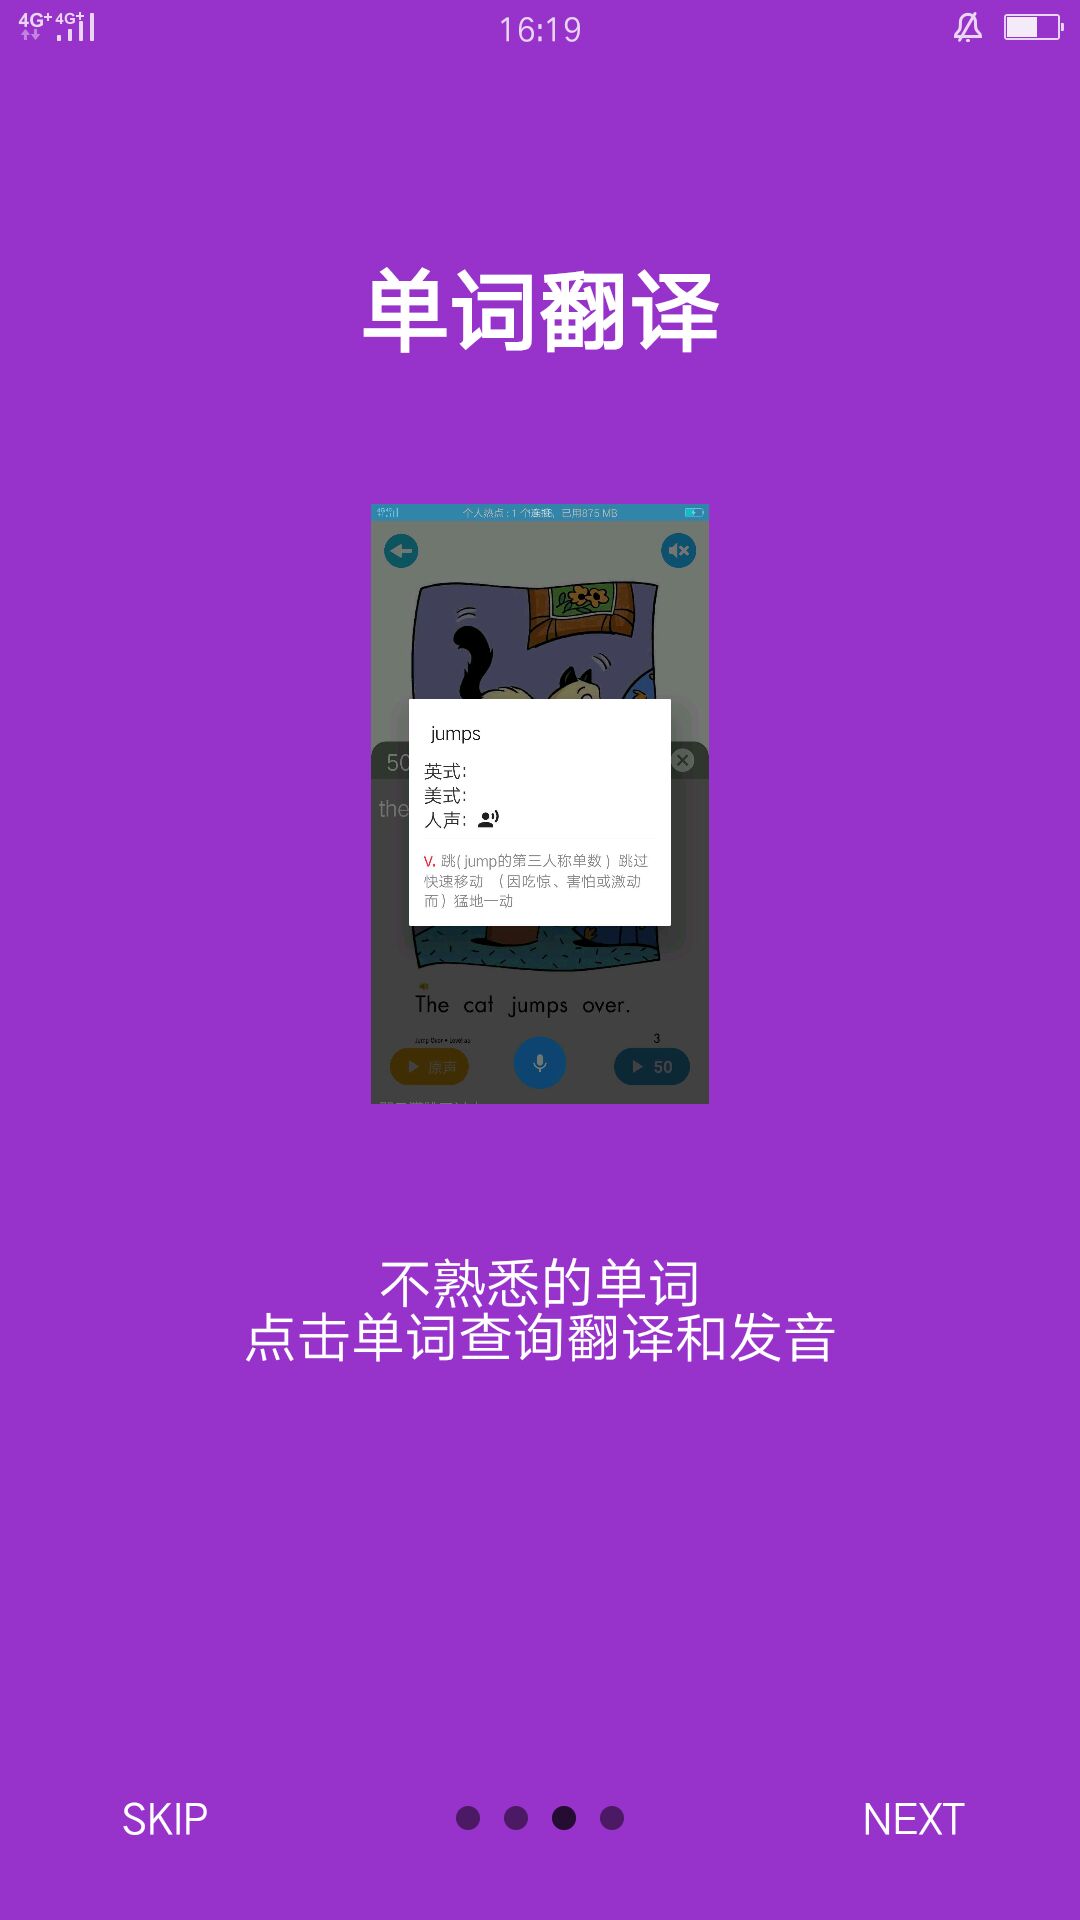 4G+ 4G+ 16:19
单词翻译
个人热点:1 个连接，已用875 MB
50
the
jumps
英式:
美式:
人声:
V. 跳( jump的第三人称单数 ) 跳过
快速移动 （因吃惊、害怕或激动
而）猛地一动
The cat jumps over.
Jump Over • Level aa
3
原声
50
不熟悉的单词
点击单词查询翻译和发音
SKIP
NEXT